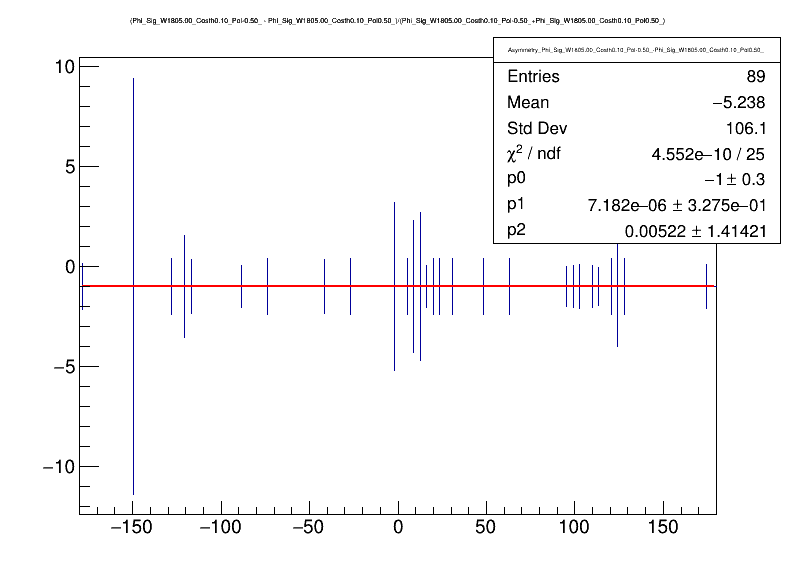 (Phi_Sig_W1805.00_Costh0.10_Pol-0.50_- Phi_Sig_W1805.00_Costh0.10_Pol0.50_)/(Phi_Sig_W1805.00_Costh0.10_Pol-0.50_+Phi_Sig_W1805.00_Costh0.10_Pol0.50_)
Asymmetry_Phi_Sig_W1805.00_Costh0.10_Pol-0.50_-Phi_Sig_W1805.00_Costh0.10_Pol0.50_
Entries 89
Mean −5.238
Std Dev 106.1
χ² / ndf 4.552e−10 / 25
p0 −1 ± 0.3
p1 7.182e−06 ± 3.275e−01
p2 0.00522 ± 1.41421
10
5
0
−5
−10
−150 −100 −50 0 50 100 150